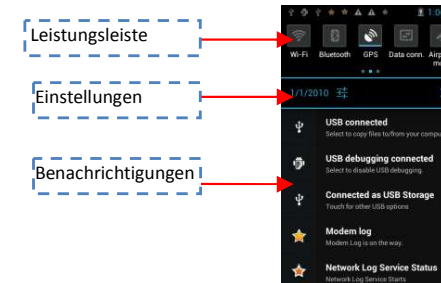 Leistungsleiste
Einstellungen
Benachrichtigungen
1:0
Wi-Fi Bluetooth GPS Data conn.
1/1/2010
USB connected
Select to copy files to/from your
USB debugging connected
Select to disable USB debugging.
Connected as USB Storage
Touch for other USB options
Modem log
Modem Log is on the way.
Network Log Service Status
Network Log Service Starts